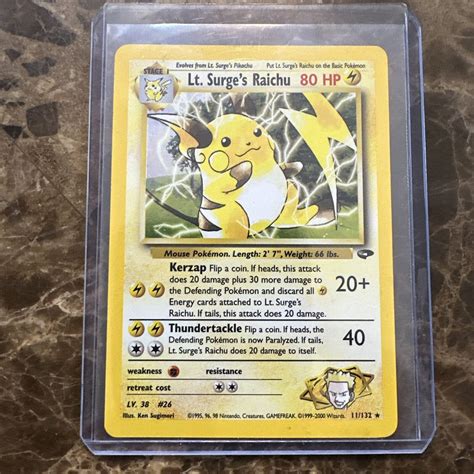 Evolves from Lt. Surge's Pikachu Put Lt. Surge's Raichu on the Basic Pokémon
STAGE 1
Lt. Surge's Raichu 80 HP
Mouse Pokémon. Length: 2' 7", Weight: 66 lbs.
Kerzap Flip a coin. If heads, this attack
does 20 damage plus 30 more damage to
the Defending Pokémon and discard all
Energy cards attached to Lt. Surge's
Raichu. If tails, this attack does 20 damage.
20+
Thundertackle Flip a coin. If heads, the
Defending Pokémon is now Paralyzed. If tails,
Lt. Surge's Raichu does 20 damage to itself.
40
weakness resistance
retreat cost
LV. 38 #26
Illus. Ken Sugimori ©1995, 96, 98 Nintendo, Creatures, GAMEFREAK. ©1999-2000 Wizards. 11/132 ★